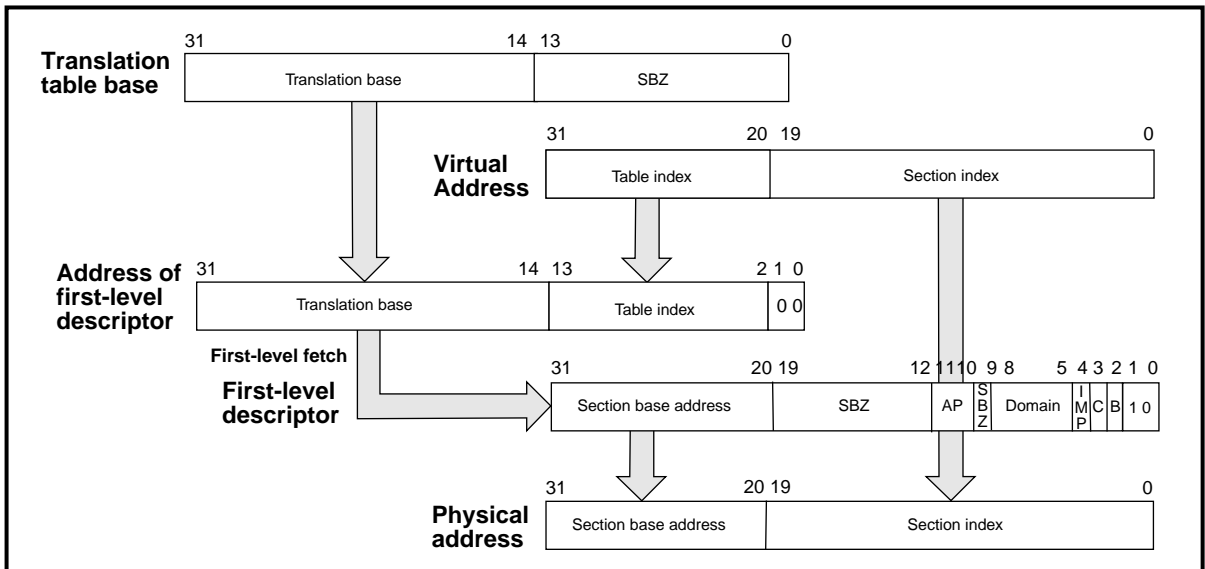 31 14 13 0
Translation
table base
Translation base SBZ
31 20 19 0
Virtual
Address
Table index Section index
Address of
first-level
descriptor
31 14 13 2 1 0
Translation base Table index 0 0
First-level fetch
First-level
descriptor
31 20 19 12 1110 9 8 5 4 3 2 1 0
Section base address SBZ AP SBZ Domain IMP C B 1 0
31 20 19 0
Physical
address
Section base address Section index